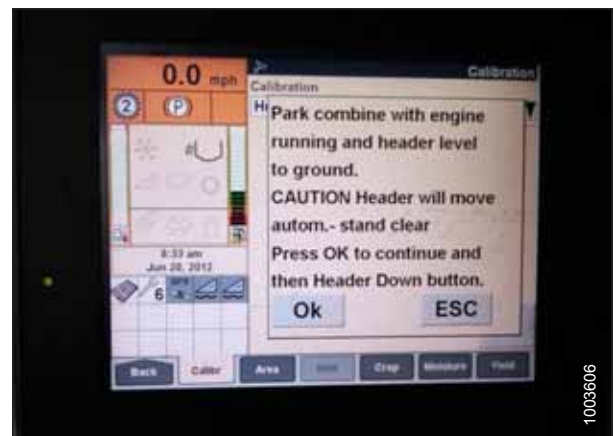 0.0 mph
Calibration
Calibration
2 P
He
Park combine with engine
running and header level
to ground.
CAUTION Header will move
autom.- stand clear
Press OK to continue and
then Header Down button.
Ok ESC
8:33 am
Jun 20, 2012
6
Back Calibr Area Crop Moisture Yield
1003606